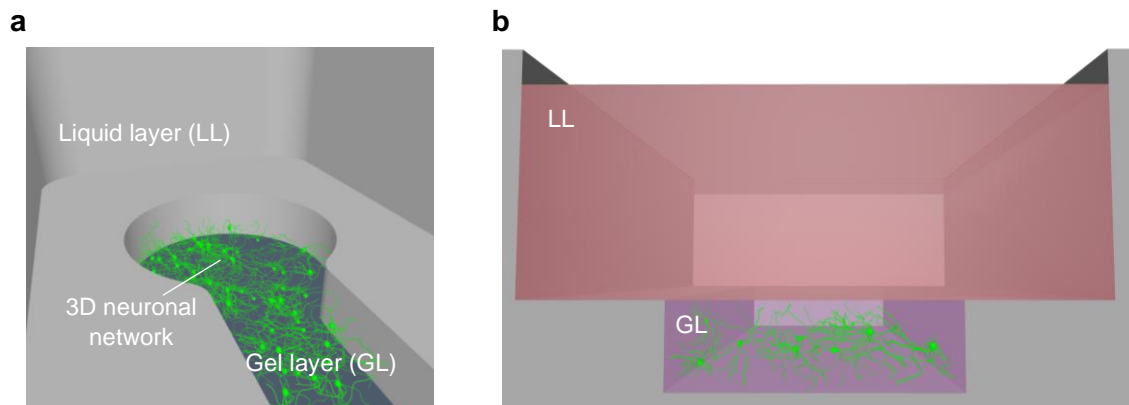 a
Liquid layer (LL)
3D neuronal
network
Gel layer (GL)
b
LL
GL